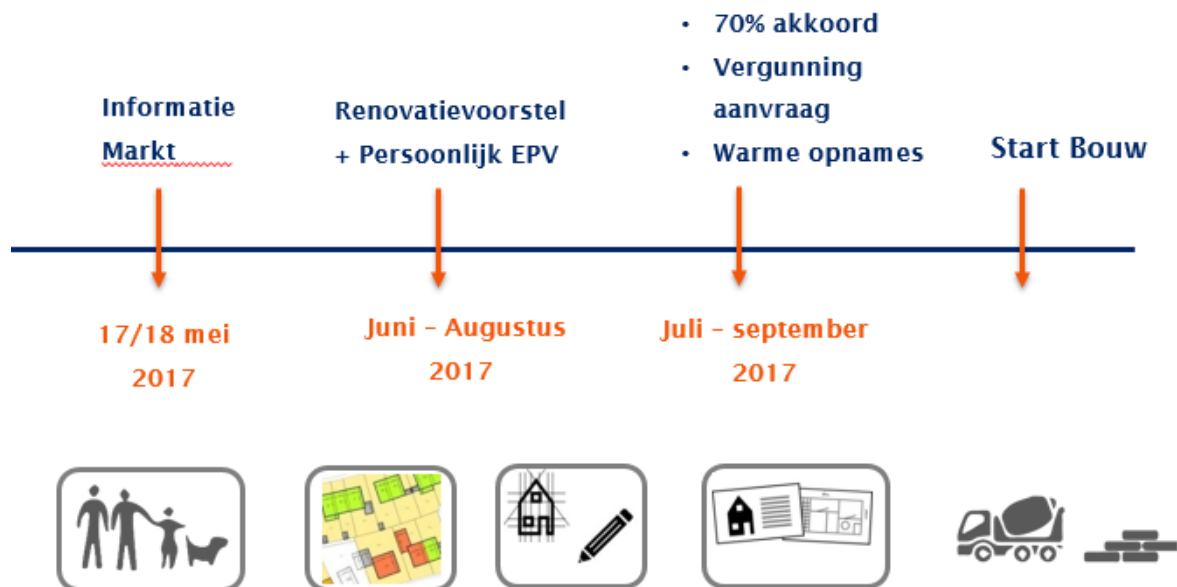 Informatie
Markt
17/18 mei
2017
Renovatievoorstel
+ Persoonlijk EPV
Juni – Augustus
2017
• 70% akkoord
• Vergunning
aanvraag
• Warme opnames
Juli – september
2017
Start Bouw